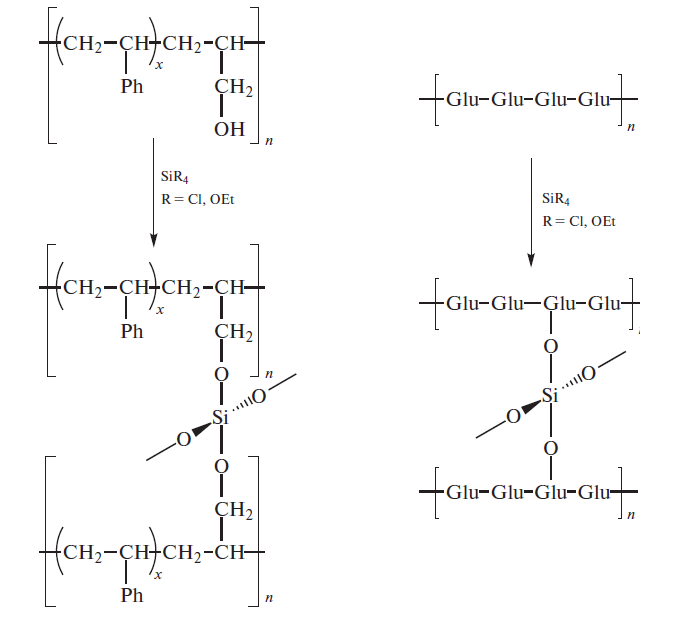 CH₂–CH CH₂–CH
x
Ph CH₂
OH
n
SiR₄
R = Cl, OEt
CH₂–CH CH₂–CH
x
Ph CH₂
O n
O
Si
O
O
CH₂
CH₂–CH CH₂–CH
x
Ph
n
Glu–Glu–Glu–Glu
n
SiR₄
R = Cl, OEt
Glu–Glu–Glu–Glu
O
O
Si
O
O
Glu–Glu–Glu–Glu
n